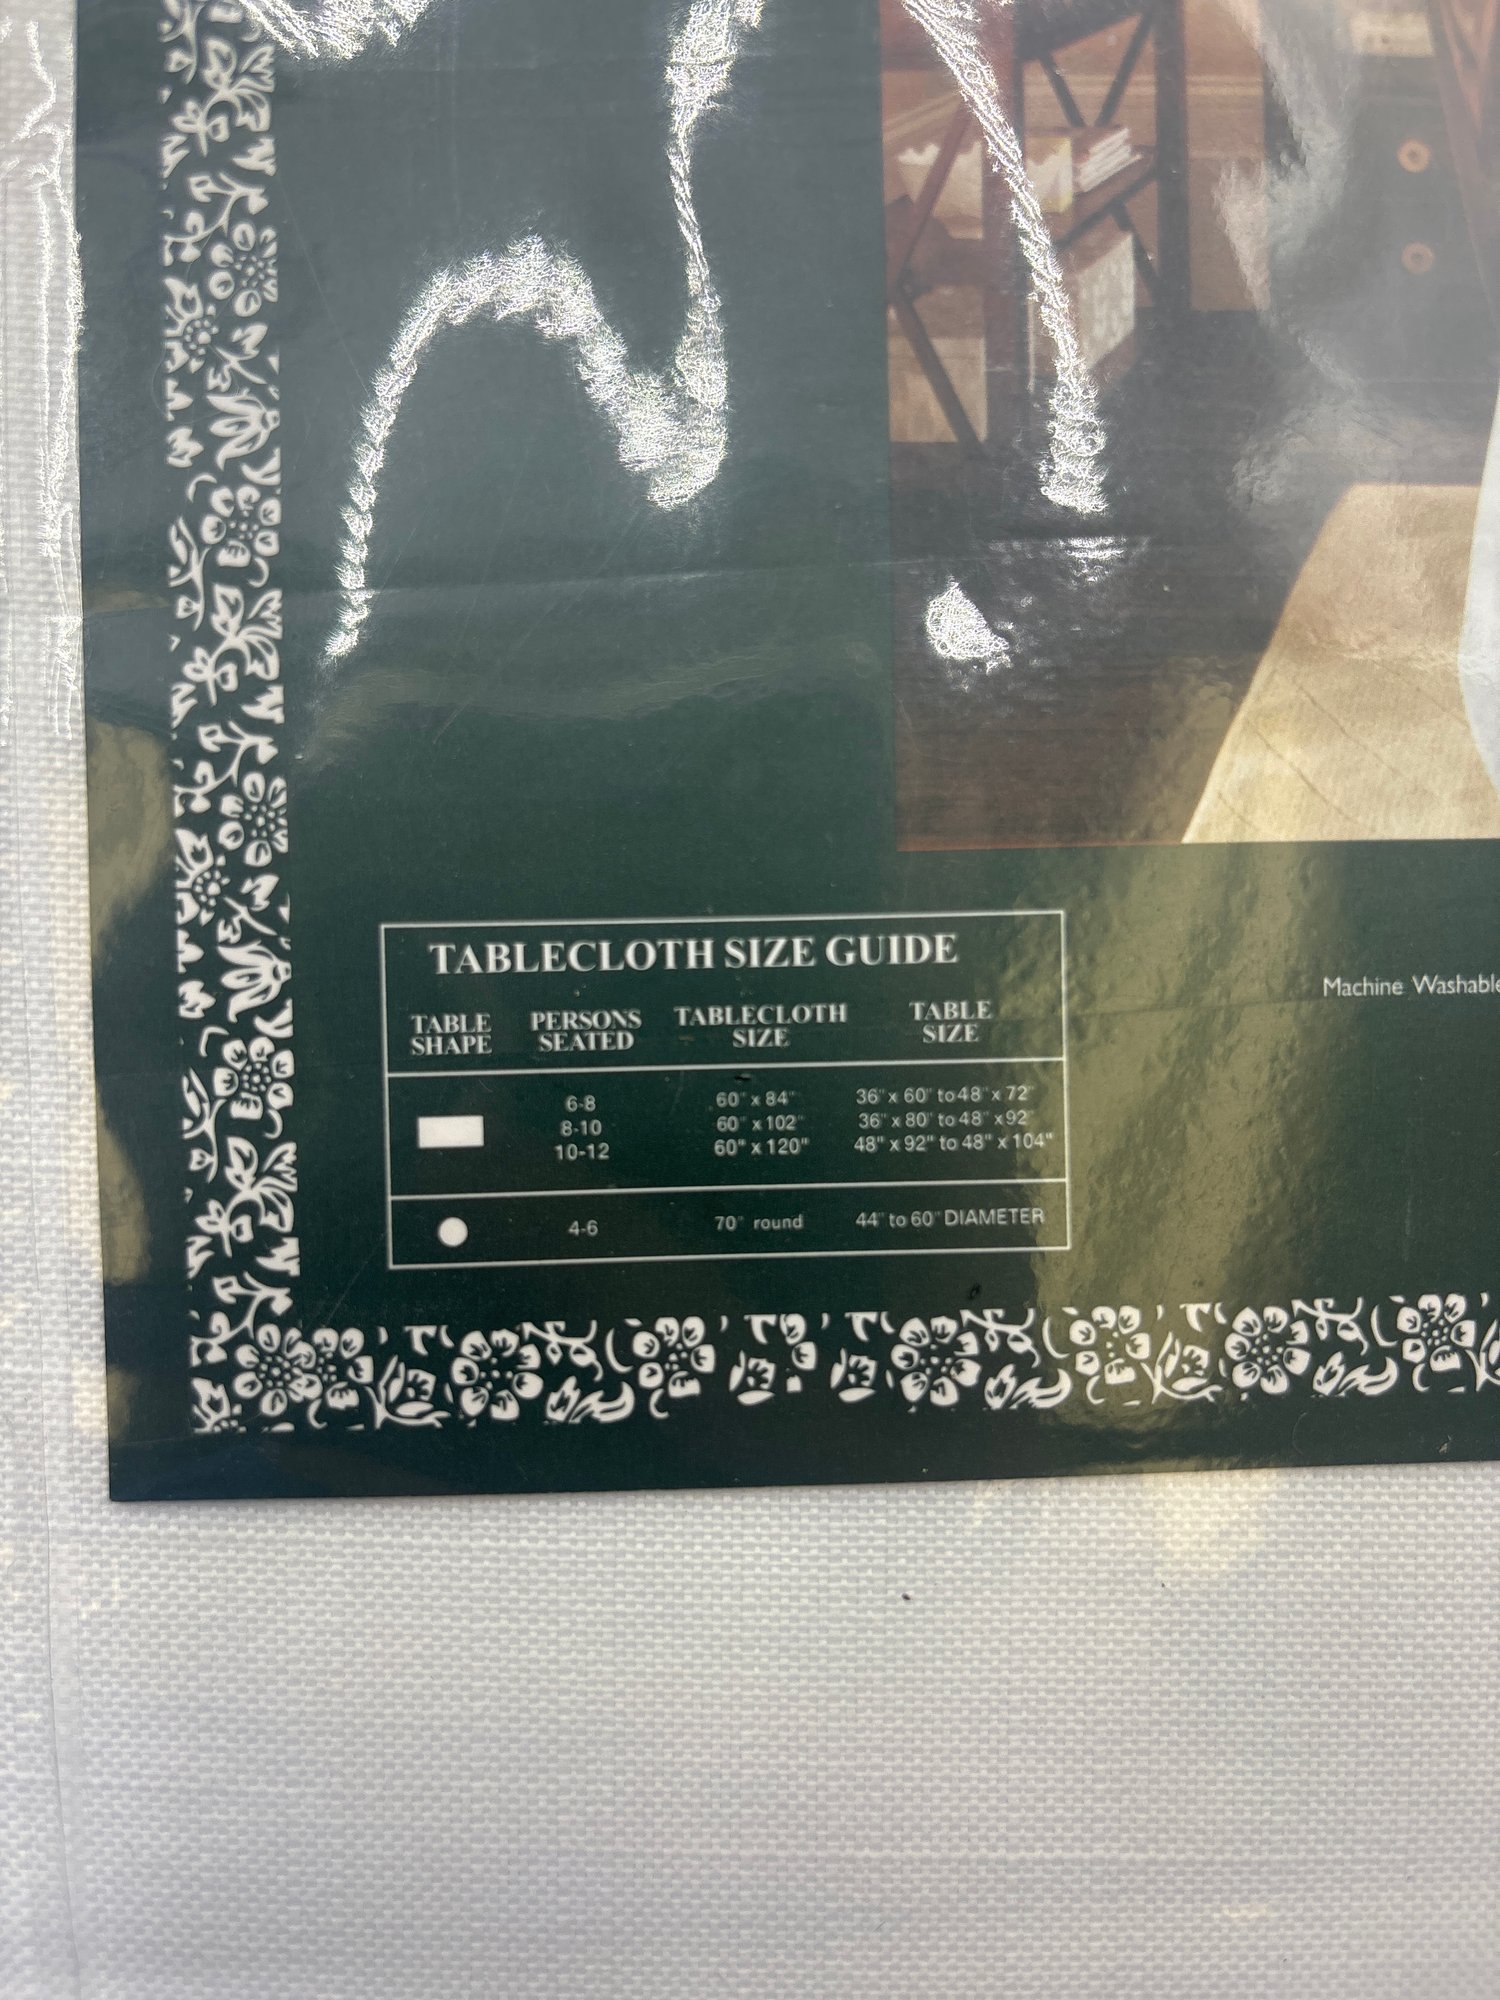 TABLECLOTH SIZE GUIDE
TABLE SHAPE PERSONS SEATED TABLECLOTH SIZE TABLE SIZE
6-8 60" x 84" 36" x 60" to 48" x 72"
8-10 60" x 102" 36" x 80" to 48" x 92"
10-12 60" x 120" 48" x 92" to 48" x 104"
4-6 70" round 44" to 60" DIAMETER
Machine Washable